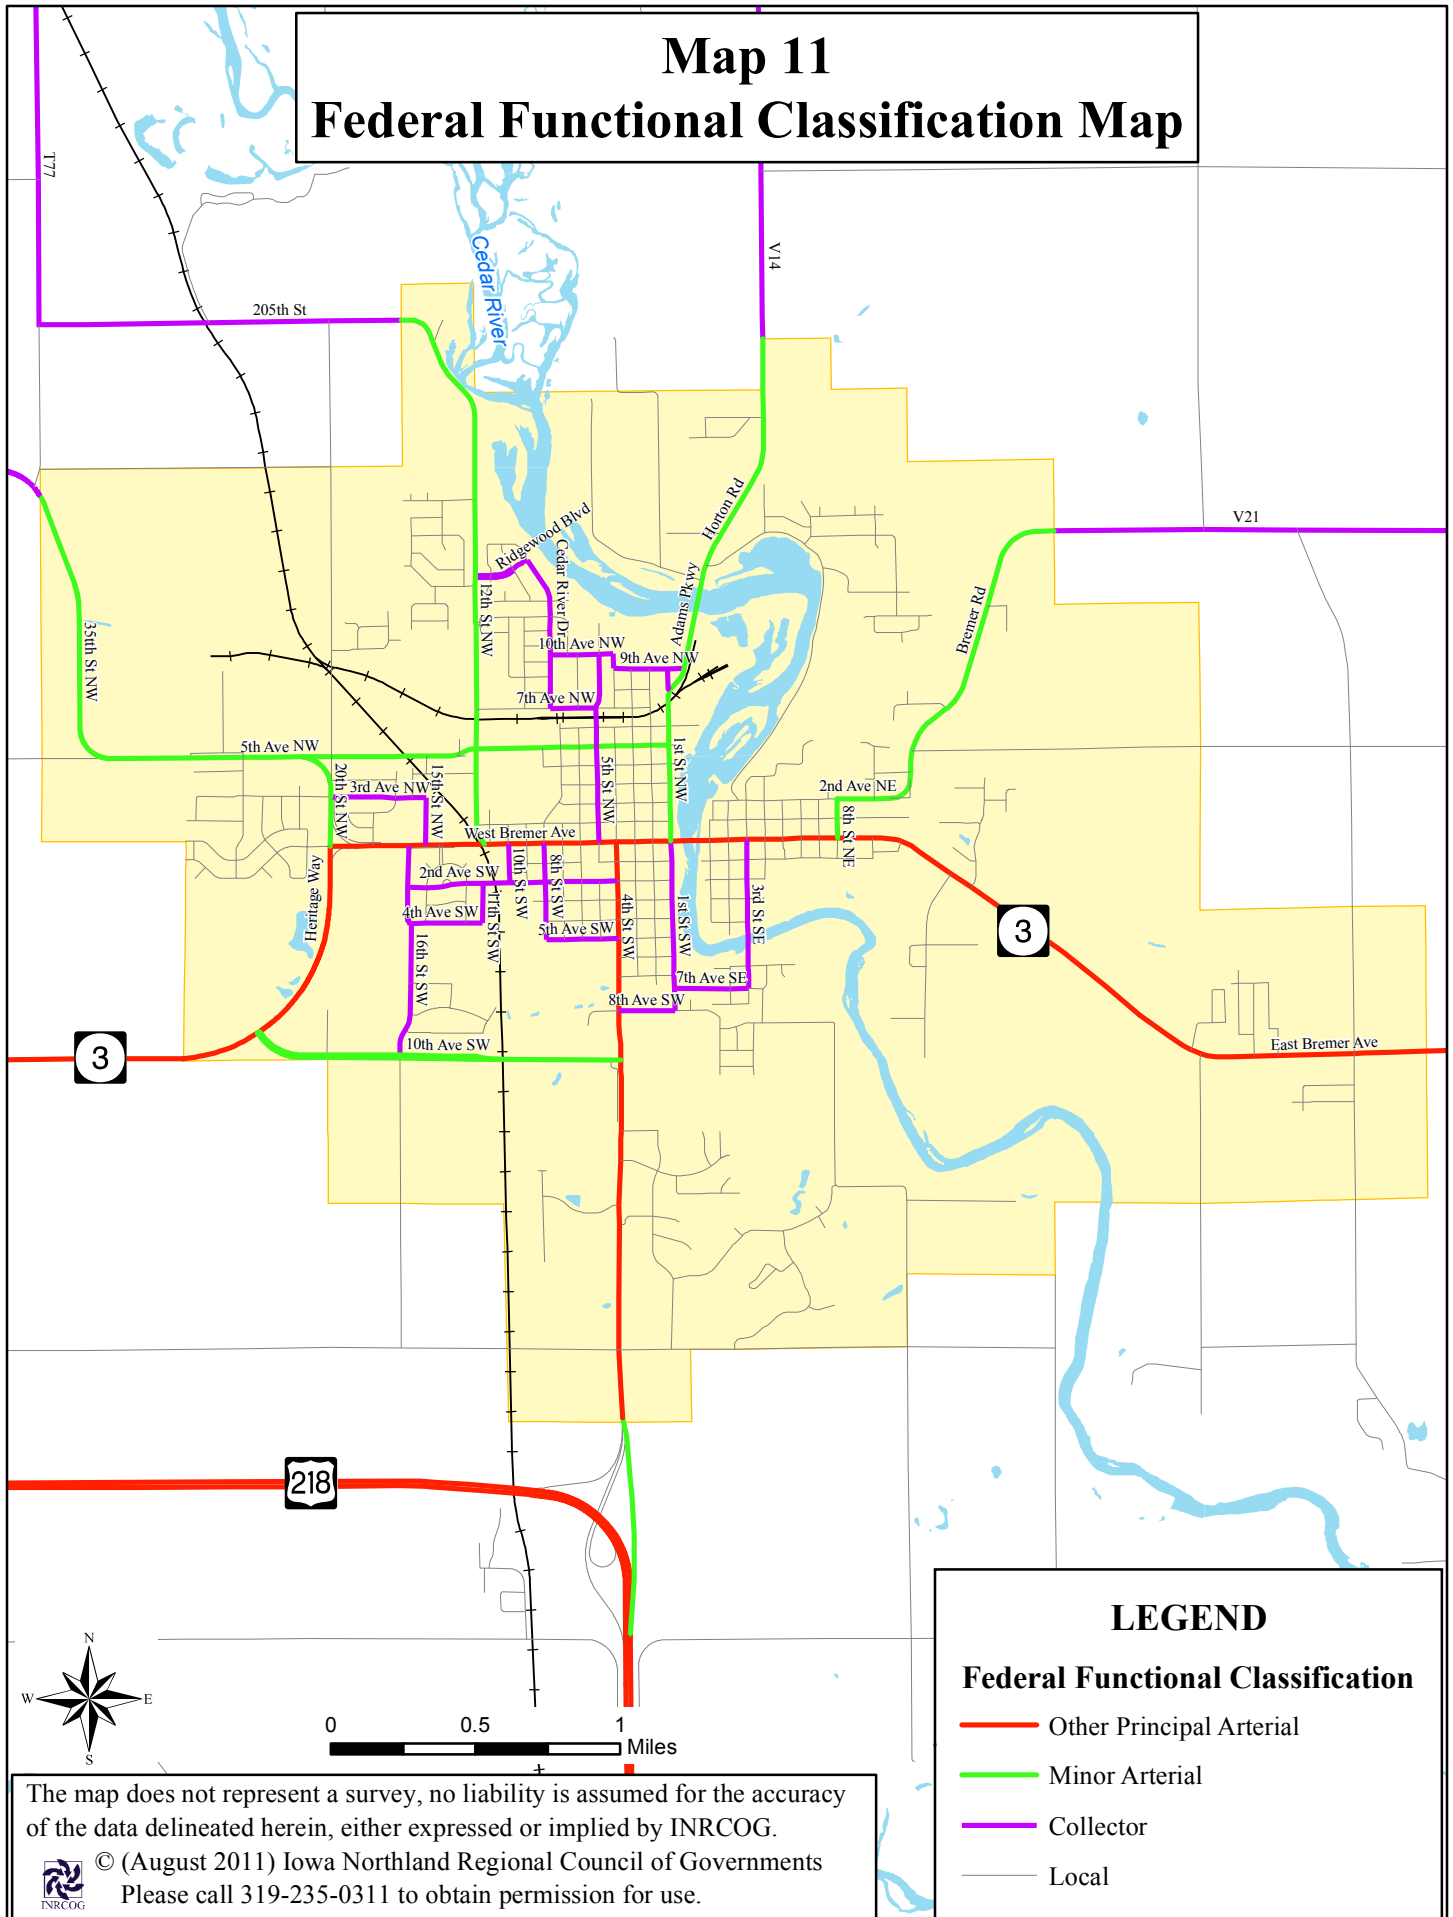 Map 11
Federal Functional Classification Map
T77
V14
Cedar River
205th St
V21
Horton Rd
Ridgewood Blvd
Cedar River Dr
Adams Pkwy
Bremer Rd
35th St NW
12th St NW
10th Ave NW
9th Ave NW
7th Ave NW
5th Ave NW
1st St NW
20th St NW
3rd Ave NW
15th St NW
5th St NW
2nd Ave NE
8th St NE
West Bremer Ave
Heritage Way
2nd Ave SW
10th St SW
8th St SW
4th Ave SW
11th St SW
5th Ave SW
4th St SW
1st St SW
3rd St SE
16th St SW
7th Ave SE
8th Ave SW
10th Ave SW
3
3
East Bremer Ave
218
N
W
E
S
0 0.5 1
Miles
LEGEND
Federal Functional Classification
Other Principal Arterial
Minor Arterial
Collector
Local
The map does not represent a survey, no liability is assumed for the accuracy
of the data delineated herein, either expressed or implied by INRCOG.
© (August 2011) Iowa Northland Regional Council of Governments
Please call 319-235-0311 to obtain permission for use.
INRCOG